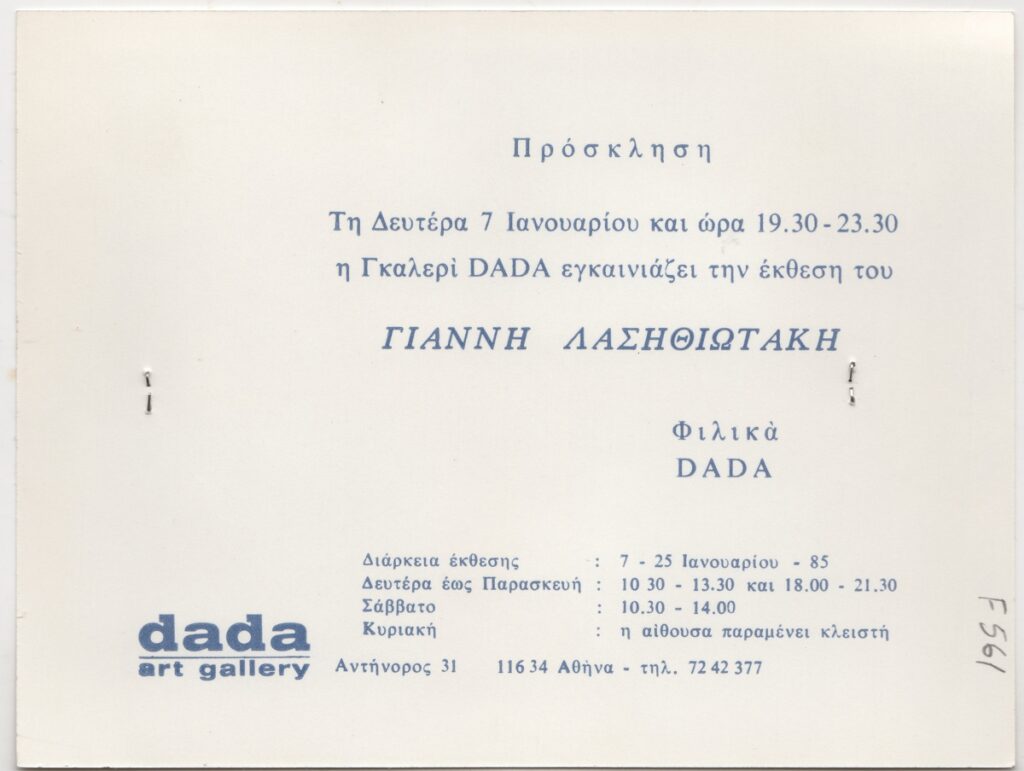 Πρόσκληση
Τη Δευτέρα 7 Ιανουαρίου και ώρα 19.30 - 23.30
η Γκαλερὶ DADA εγκαινιάζει την έκθεση του
ΓΙΑΝΝΗ ΛΑΣΗΘΙΩΤΑΚΗ
Φιλικὰ
DADA
Διάρκεια έκθεσης : 7 - 25 Ιανουαρίου - 85
Δευτέρα έως Παρασκευή : 10 30 - 13.30 και 18.00 - 21.30
Σάββατο : 10.30 - 14.00
Κυριακή : η αίθουσα παραμένει κλειστή
dada
art gallery
Αντήνορος 31 116 34 Αθήνα - τηλ. 72 42 377
F561